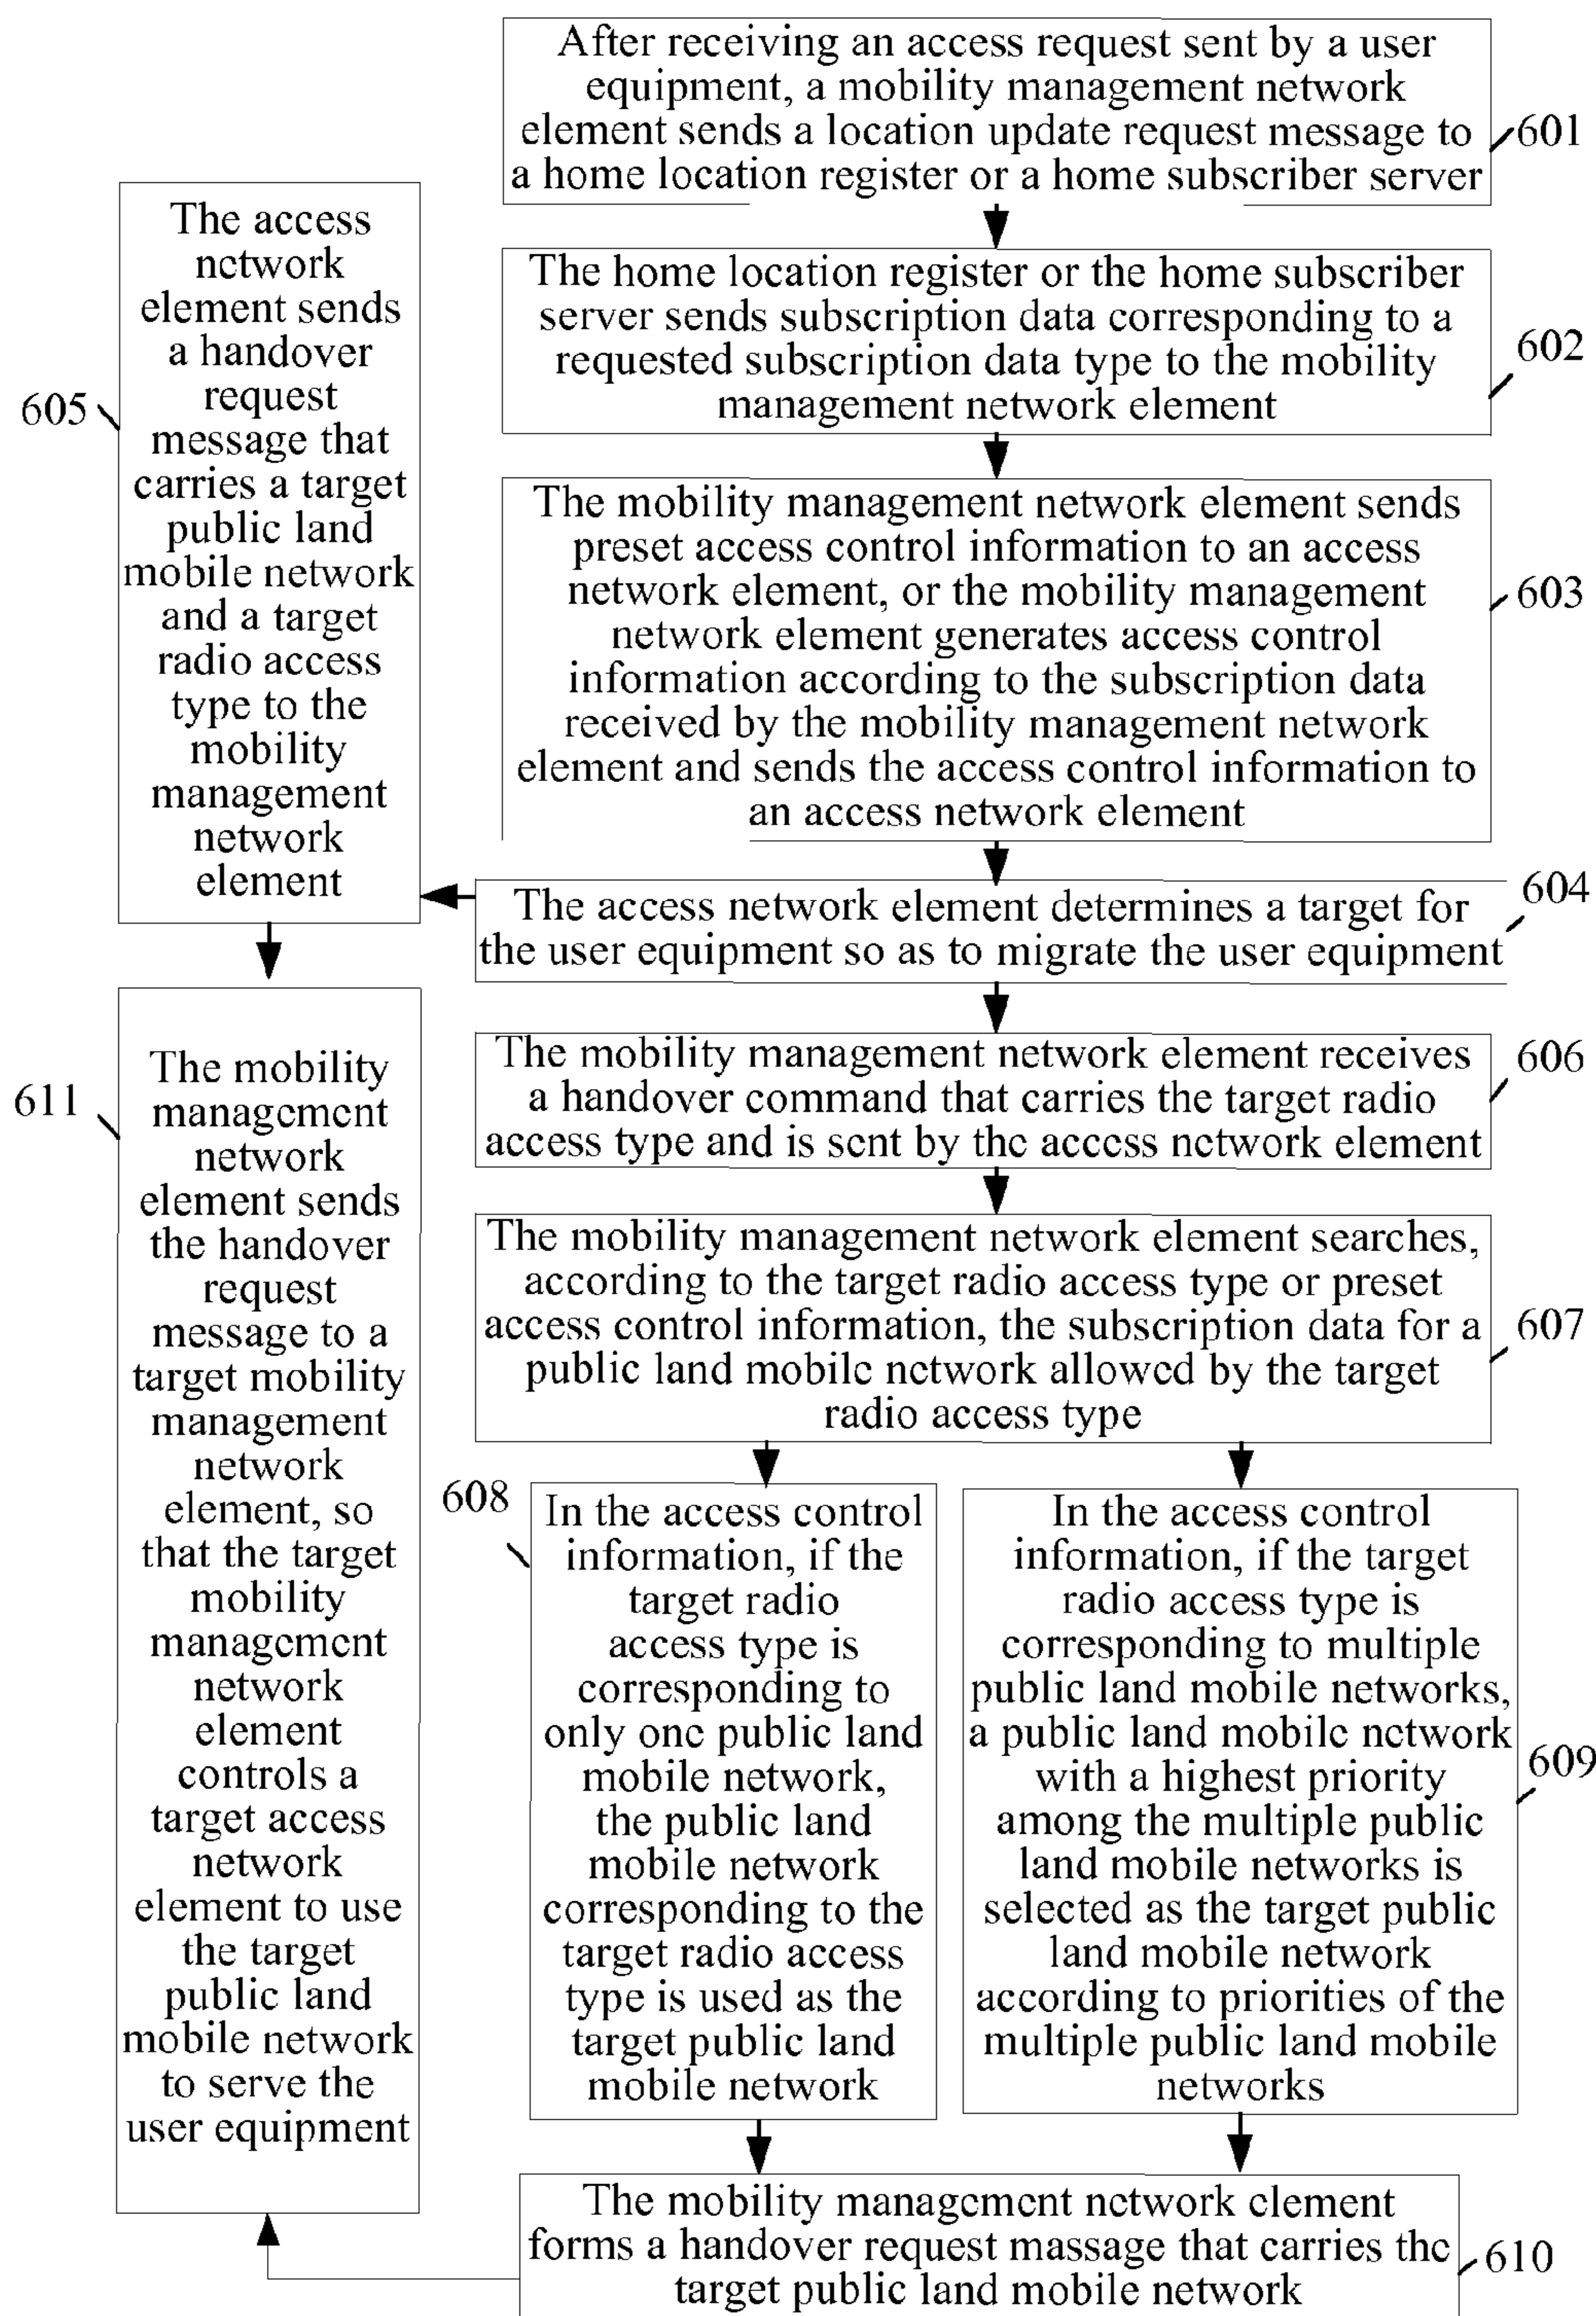 After receiving an access request sent by a user
equipment, a mobility management network
element sends a location update request message to
a home location register or a home subscriber server
601
The home location register or the home subscriber
server sends subscription data corresponding to a
requested subscription data type to the mobility
management network element
602
The mobility management network element sends
preset access control information to an access
network element, or the mobility management
network element generates access control
information according to the subscription data
received by the mobility management network
element and sends the access control information to
an access network element
603
The access network element determines a target for
the user equipment so as to migrate the user equipment
604
605
The access
network
element sends
a handover
request
message that
carries a target
public land
mobile network
and a target
radio access
type to the
mobility
management
network
element
The mobility management network element receives
a handover command that carries the target radio
access type and is sent by the access network element
606
The mobility management network element searches,
according to the target radio access type or preset
access control information, the subscription data for a
public land mobile network allowed by the target
radio access type
607
608
In the access control
information, if the
target radio
access type is
corresponding to
only one public land
mobile network,
the public land
mobile network
corresponding to the
target radio access
type is used as the
target public land
mobile network
In the access control
information, if the target
radio access type is
corresponding to multiple
public land mobile networks,
a public land mobile network
with a highest priority
among the multiple public
land mobile networks is
selected as the target public
land mobile network
according to priorities of the
multiple public land mobile
networks
609
The mobility management network element
forms a handover request massage that carries the
target public land mobile network
610
611
The mobility
management
network
element sends
the handover
request
message to a
target mobility
management
network
element, so
that the target
mobility
management
network
element
controls a
target access
network
element to use
the target
public land
mobile network
to serve the
user equipment